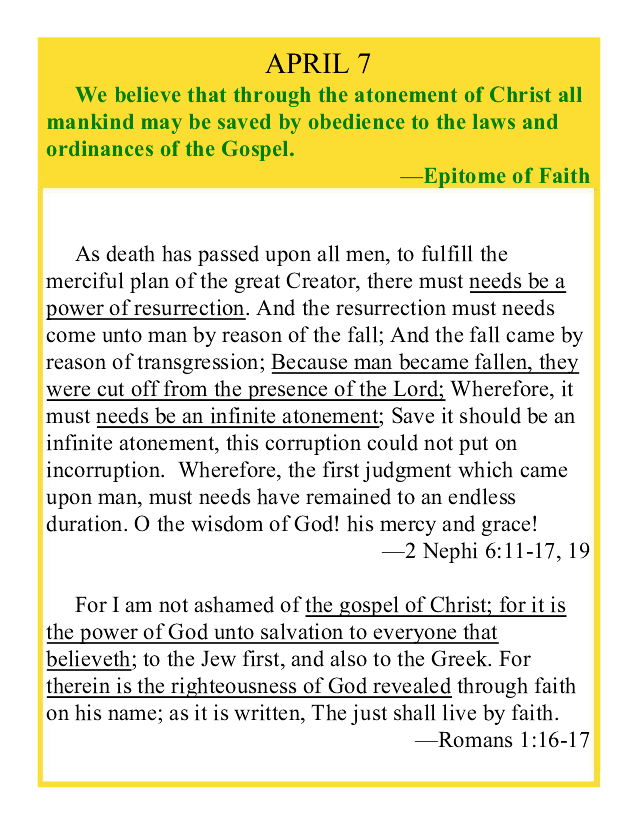 APRIL 7
We believe that through the atonement of Christ all
mankind may be saved by obedience to the laws and
ordinances of the Gospel.
—Epitome of Faith
As death has passed upon all men, to fulfill the
merciful plan of the great Creator, there must needs be a
power of resurrection. And the resurrection must needs
come unto man by reason of the fall; And the fall came by
reason of transgression; Because man became fallen, they
were cut off from the presence of the Lord; Wherefore, it
must needs be an infinite atonement; Save it should be an
infinite atonement, this corruption could not put on
incorruption.  Wherefore, the first judgment which came
upon man, must needs have remained to an endless
duration. O the wisdom of God! his mercy and grace!
—2 Nephi 6:11-17, 19
For I am not ashamed of the gospel of Christ; for it is
the power of God unto salvation to everyone that
believeth; to the Jew first, and also to the Greek. For
therein is the righteousness of God revealed through faith
on his name; as it is written, The just shall live by faith.
—Romans 1:16-17